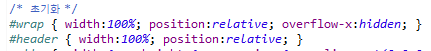 /* 초기화 */
#wrap { width:100%; position:relative; overflow-x:hidden; }
#header { width:100%; position:relative; }